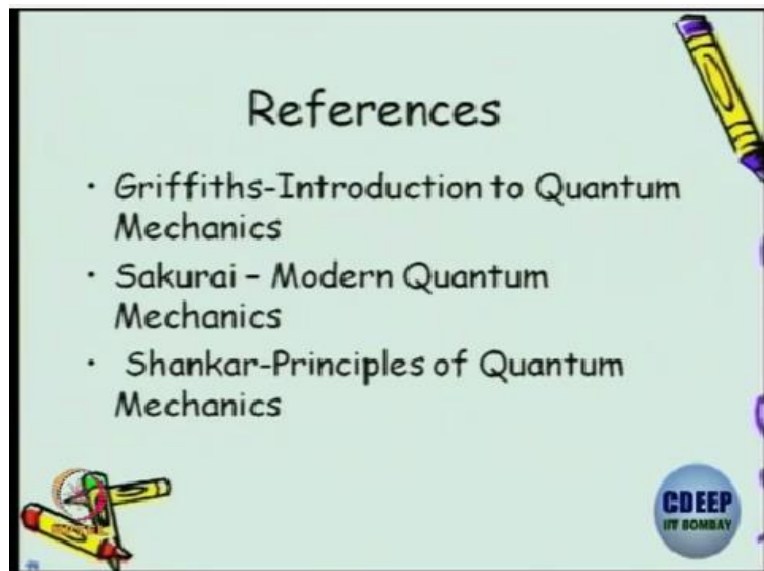 References
• Griffiths-Introduction to Quantum
Mechanics
• Sakurai – Modern Quantum
Mechanics
• Shankar-Principles of Quantum
Mechanics
CDEEP
IIT BOMBAY